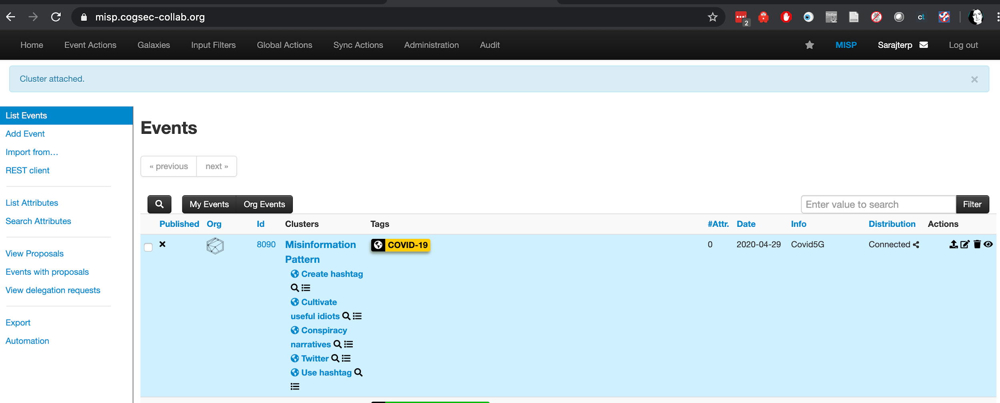 misp.cogsec-collab.org
2
TinEye
ct
Home Event Actions Galaxies Input Filters Global Actions Sync Actions Administration Audit MISP Sarajterp Log out
Cluster attached. ×
List Events
Add Event
Import from...
REST client
List Attributes
Search Attributes
View Proposals
Events with proposals
View delegation requests
Export
Automation
Events
« previous next »
My Events Org Events Enter value to search Filter
Published Org Id Clusters Tags #Attr. Date Info Distribution Actions
8090 Misinformation COVID-19 0 2020-04-29 Covid5G Connected
Pattern
Create hashtag
Cultivate
useful idiots
Conspiracy
narratives
Twitter
Use hashtag